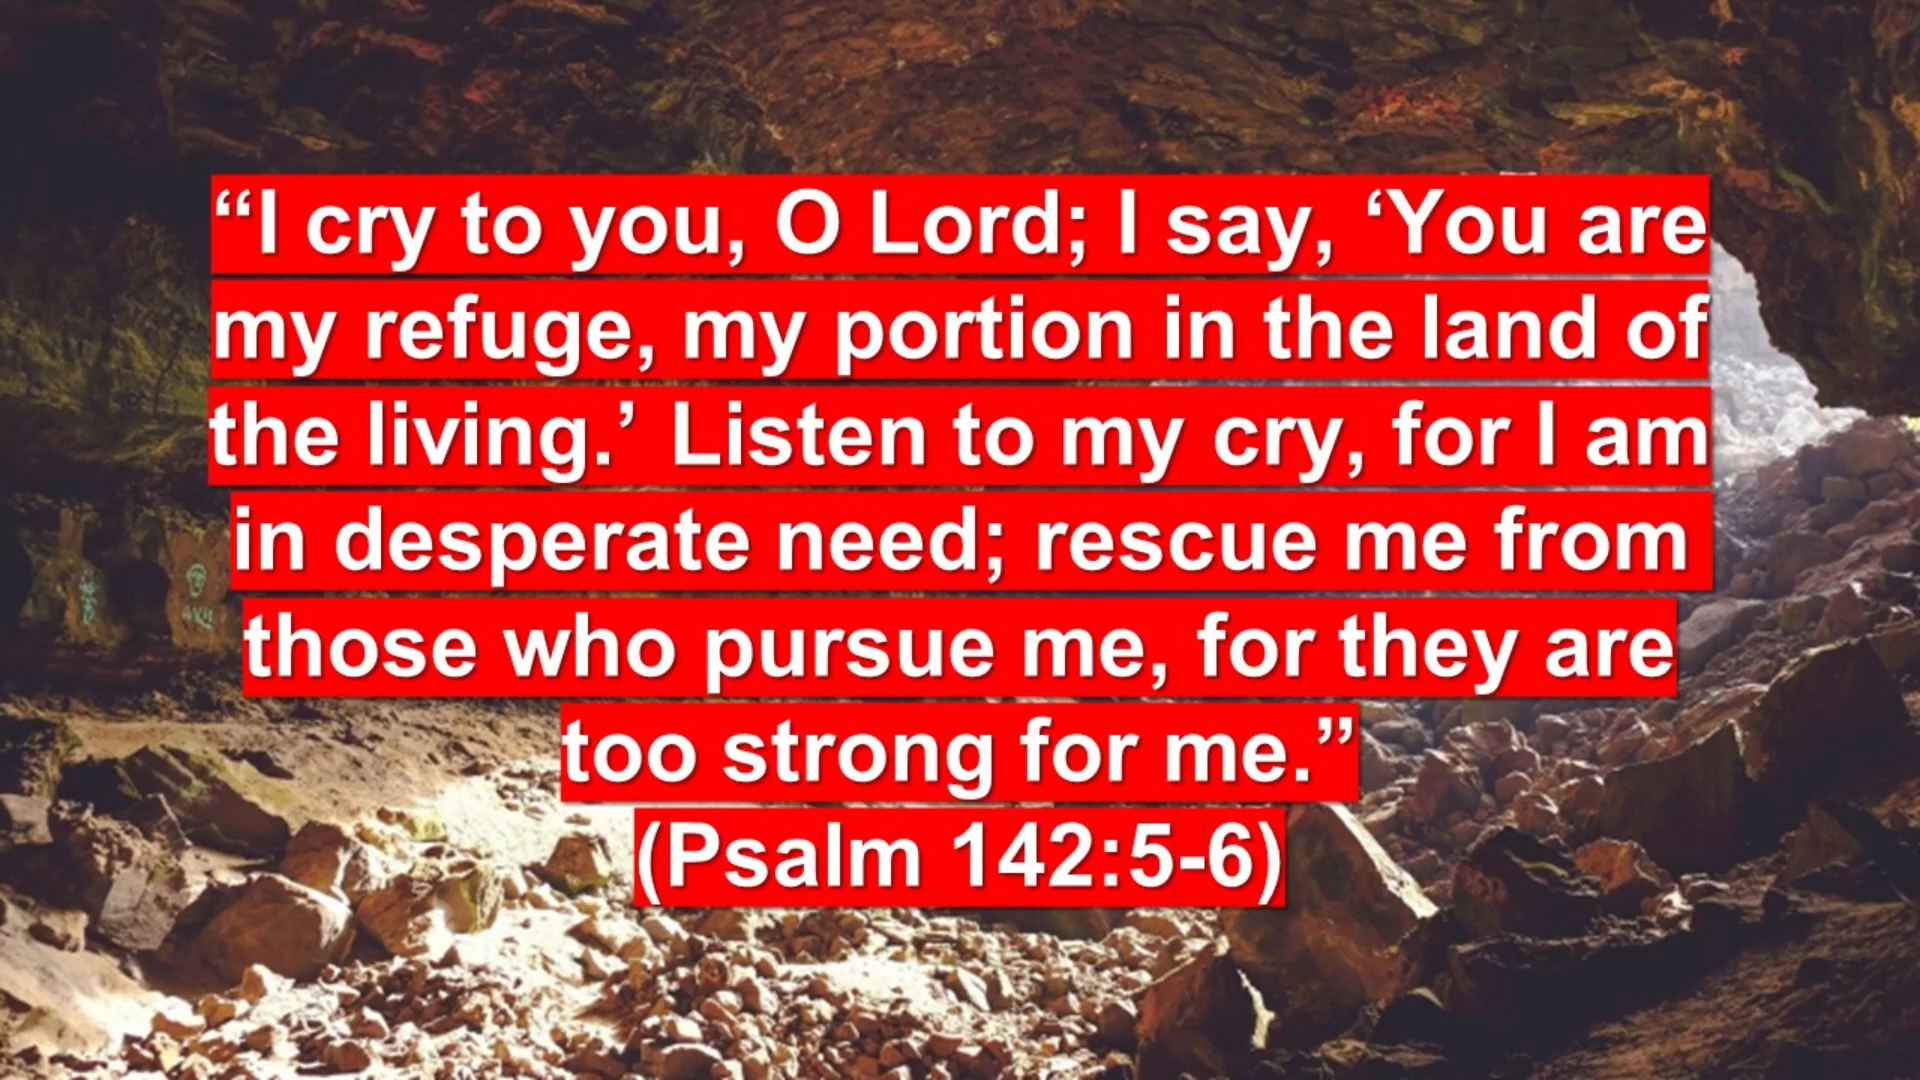 “I cry to you, O Lord; I say, ‘You are
my refuge, my portion in the land of
the living.’ Listen to my cry, for I am
in desperate need; rescue me from
those who pursue me, for they are
too strong for me.”
(Psalm 142:5-6)